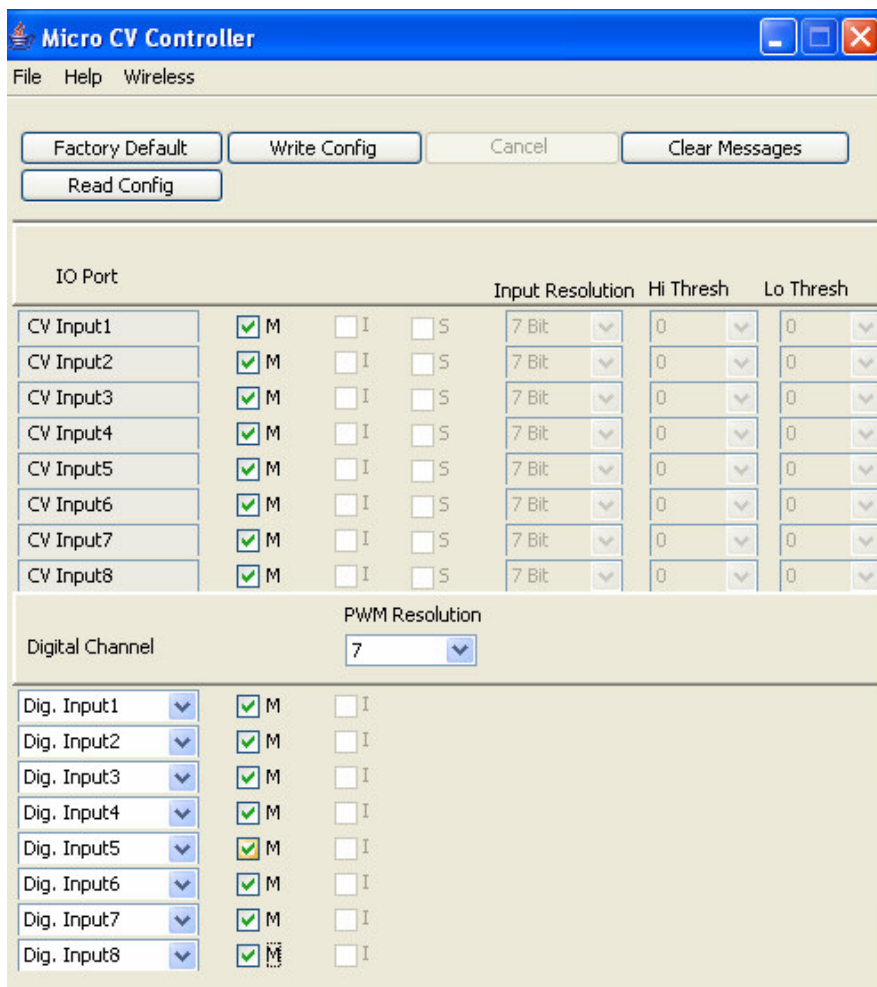 Micro CV Controller
File Help Wireless
Factory Default Write Config Cancel Clear Messages
Read Config
IO Port Input Resolution Hi Thresh Lo Thresh
CV Input1 M I S 7 Bit 0 0
CV Input2 M I S 7 Bit 0 0
CV Input3 M I S 7 Bit 0 0
CV Input4 M I S 7 Bit 0 0
CV Input5 M I S 7 Bit 0 0
CV Input6 M I S 7 Bit 0 0
CV Input7 M I S 7 Bit 0 0
CV Input8 M I S 7 Bit 0 0
PWM Resolution
Digital Channel 7
Dig. Input1 M I
Dig. Input2 M I
Dig. Input3 M I
Dig. Input4 M I
Dig. Input5 M I
Dig. Input6 M I
Dig. Input7 M I
Dig. Input8 M I